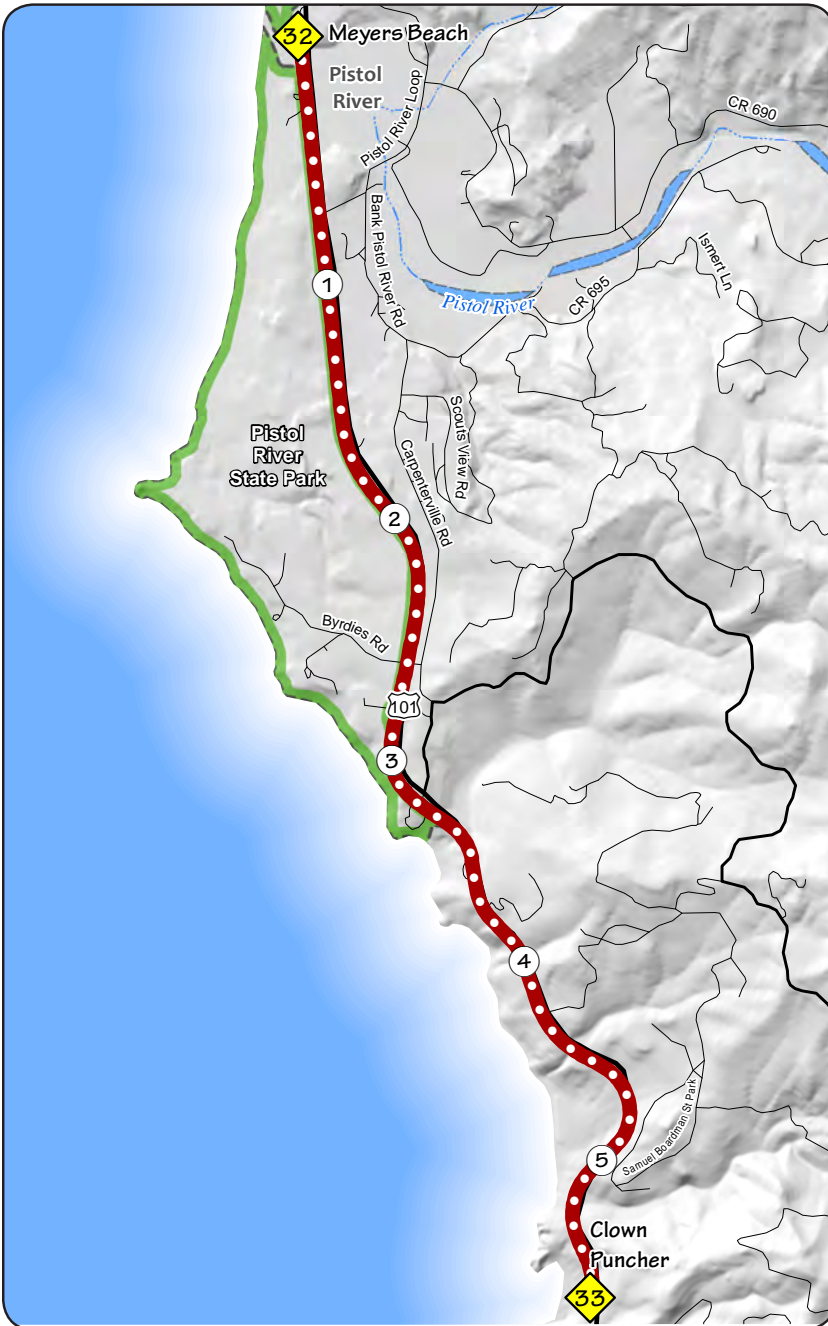 32
Meyers Beach
Pistol
River
Pistol River Loop
CR 690
Bank Pistol River Rd
Ismert Ln
1
Pistol River
CR 695
Scouts View Rd
Pistol
River
State Park
Carpenterville Rd
2
Byrdies Rd
101
3
4
Samuel Boardman St Park
5
Clown
Puncher
33